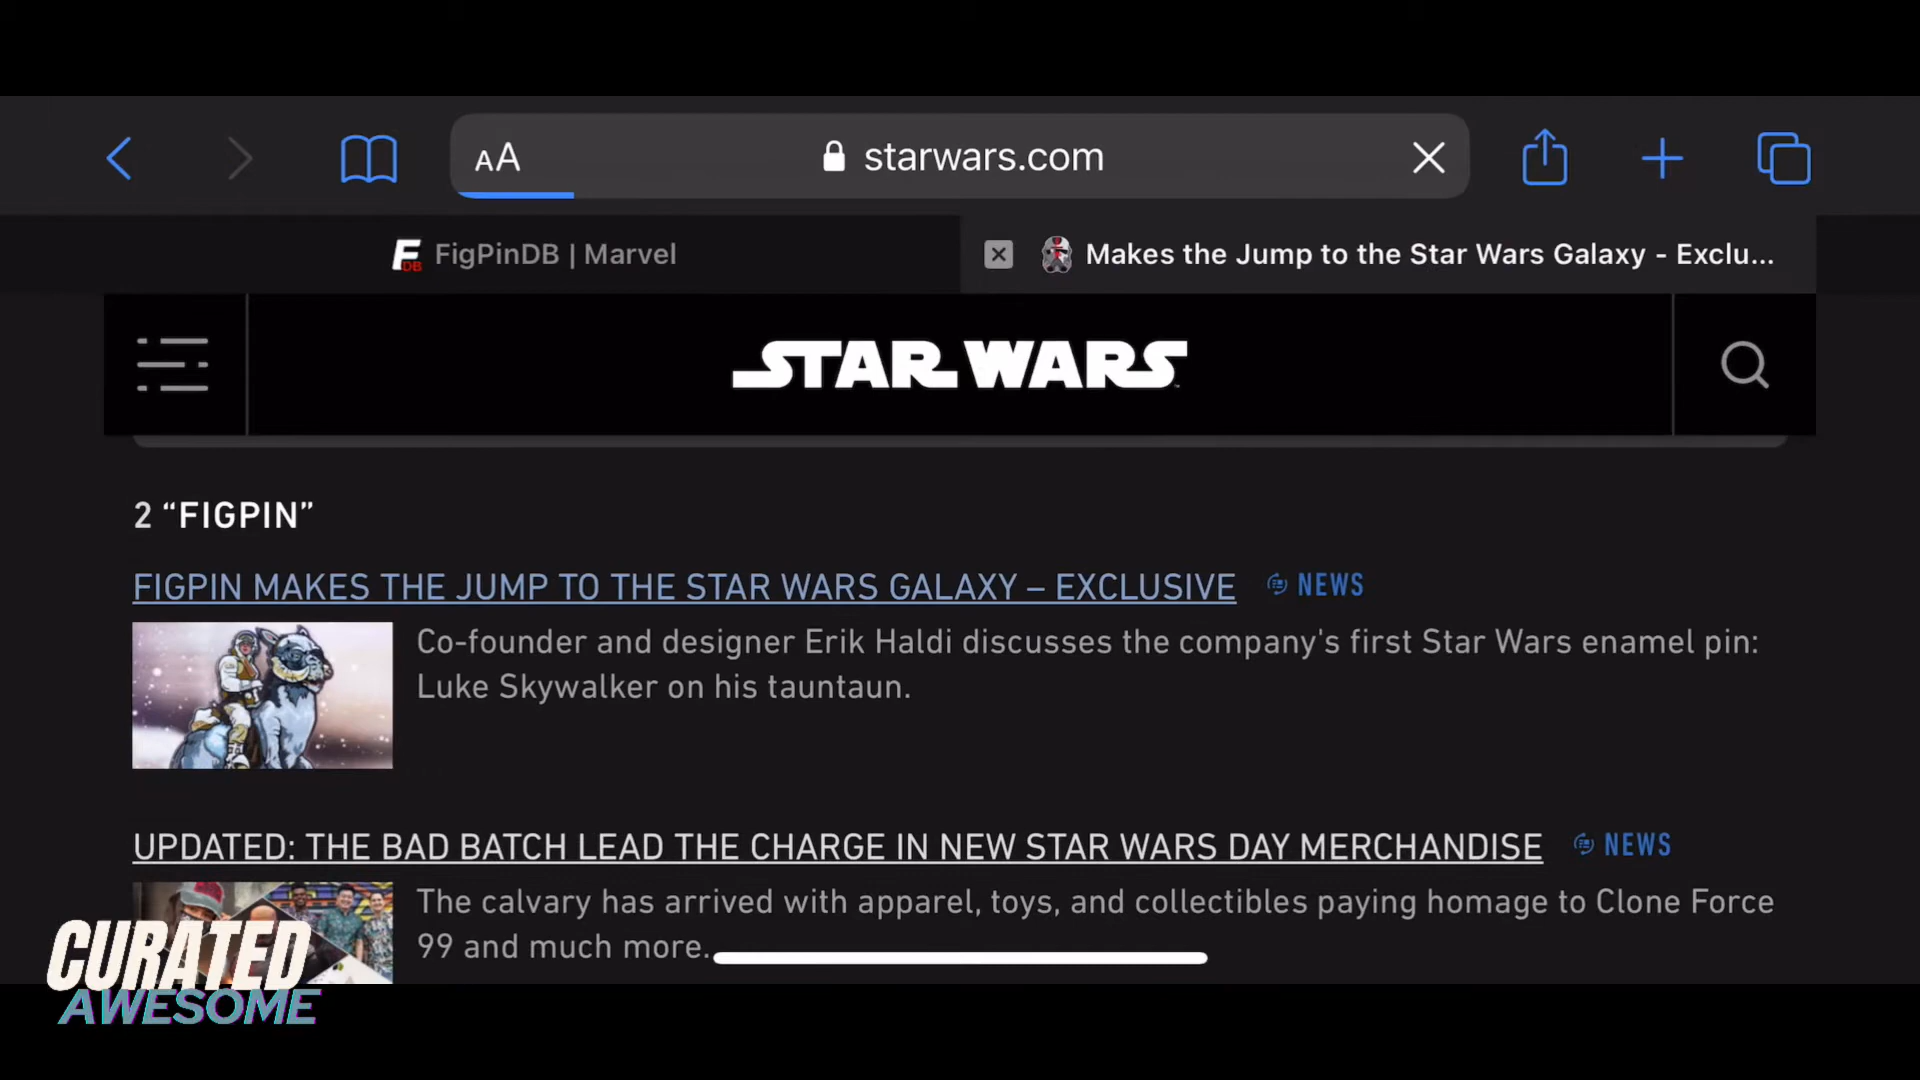 AA starwars.com
FDB FigPinDB | Marvel
Makes the Jump to the Star Wars Galaxy - Exclu...
STAR WARS
2 “FIGPIN”
FIGPIN MAKES THE JUMP TO THE STAR WARS GALAXY – EXCLUSIVE NEWS
Co-founder and designer Erik Haldi discusses the company's first Star Wars enamel pin:
Luke Skywalker on his tauntaun.
UPDATED: THE BAD BATCH LEAD THE CHARGE IN NEW STAR WARS DAY MERCHANDISE NEWS
The calvary has arrived with apparel, toys, and collectibles paying homage to Clone Force
99 and much more.
CURATED
AWESOME